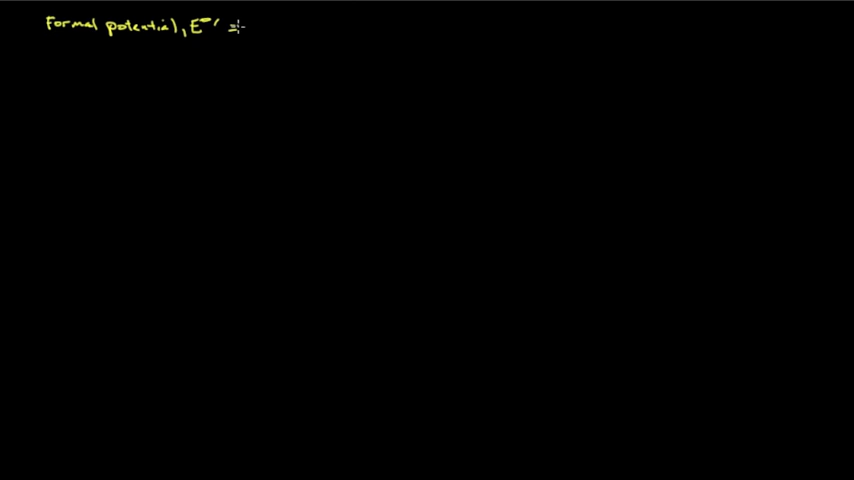 Formal potential, E°' =